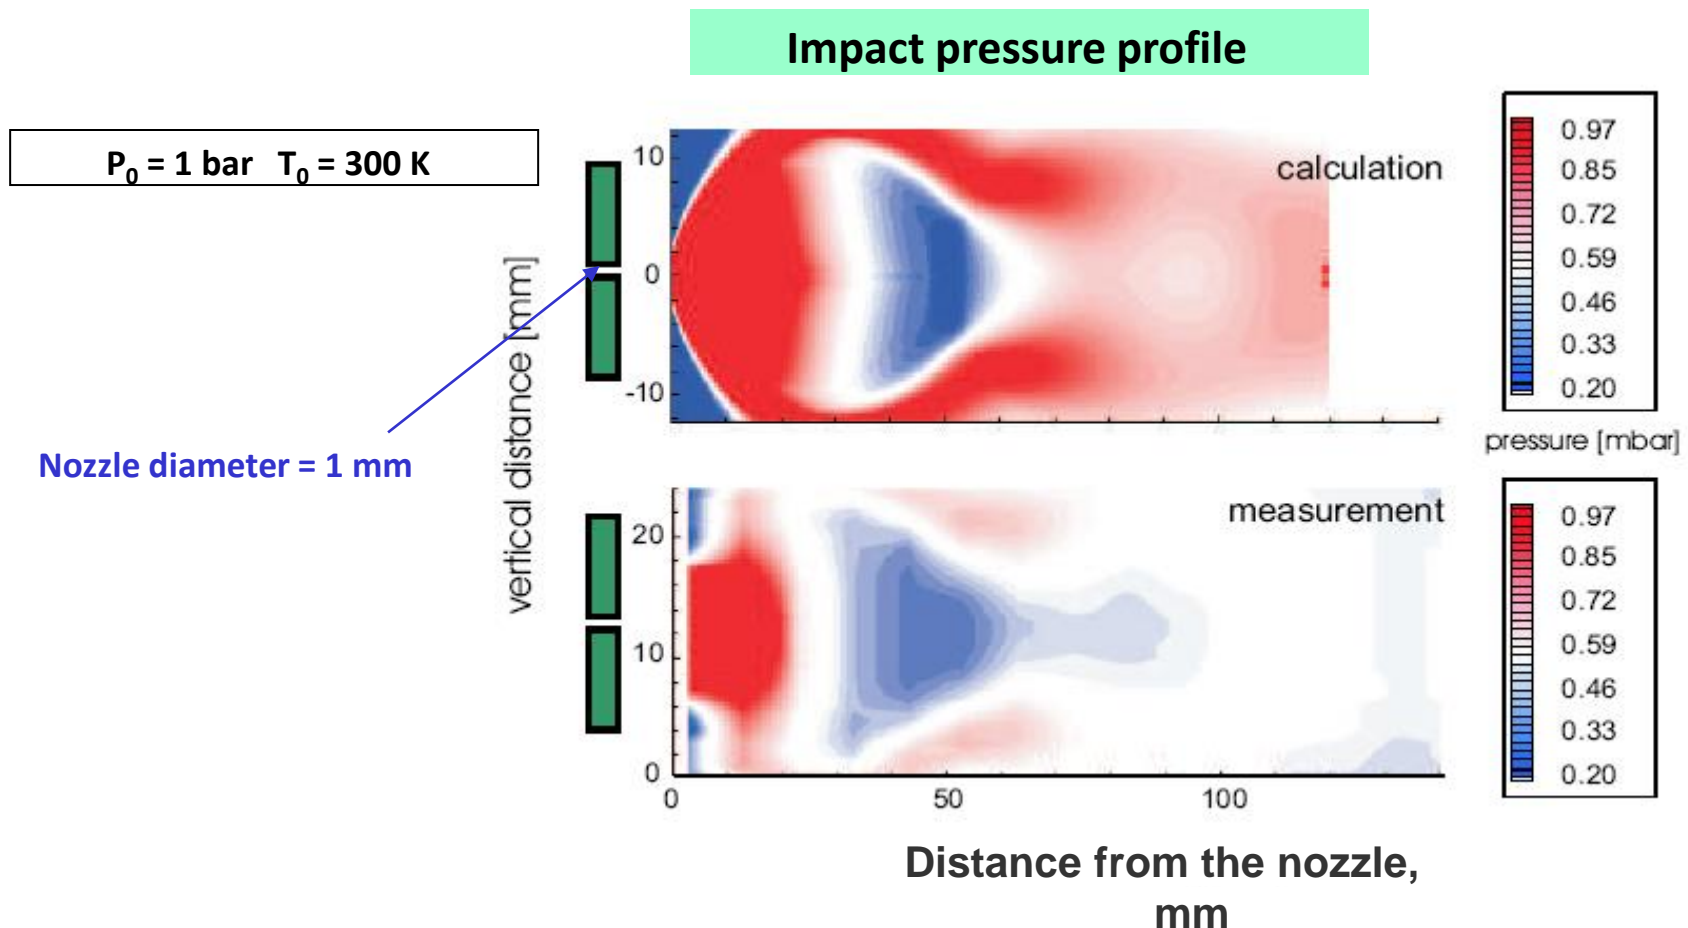 Impact pressure profile
P0 = 1 bar T0 = 300 K
Nozzle diameter = 1 mm
vertical distance [mm]
10
0
-10
calculation
0.97
0.85
0.72
0.59
0.46
0.33
0.20
pressure [mbar]
20
10
0
measurement
0
50
100
0.97
0.85
0.72
0.59
0.46
0.33
0.20
Distance from the nozzle,
mm